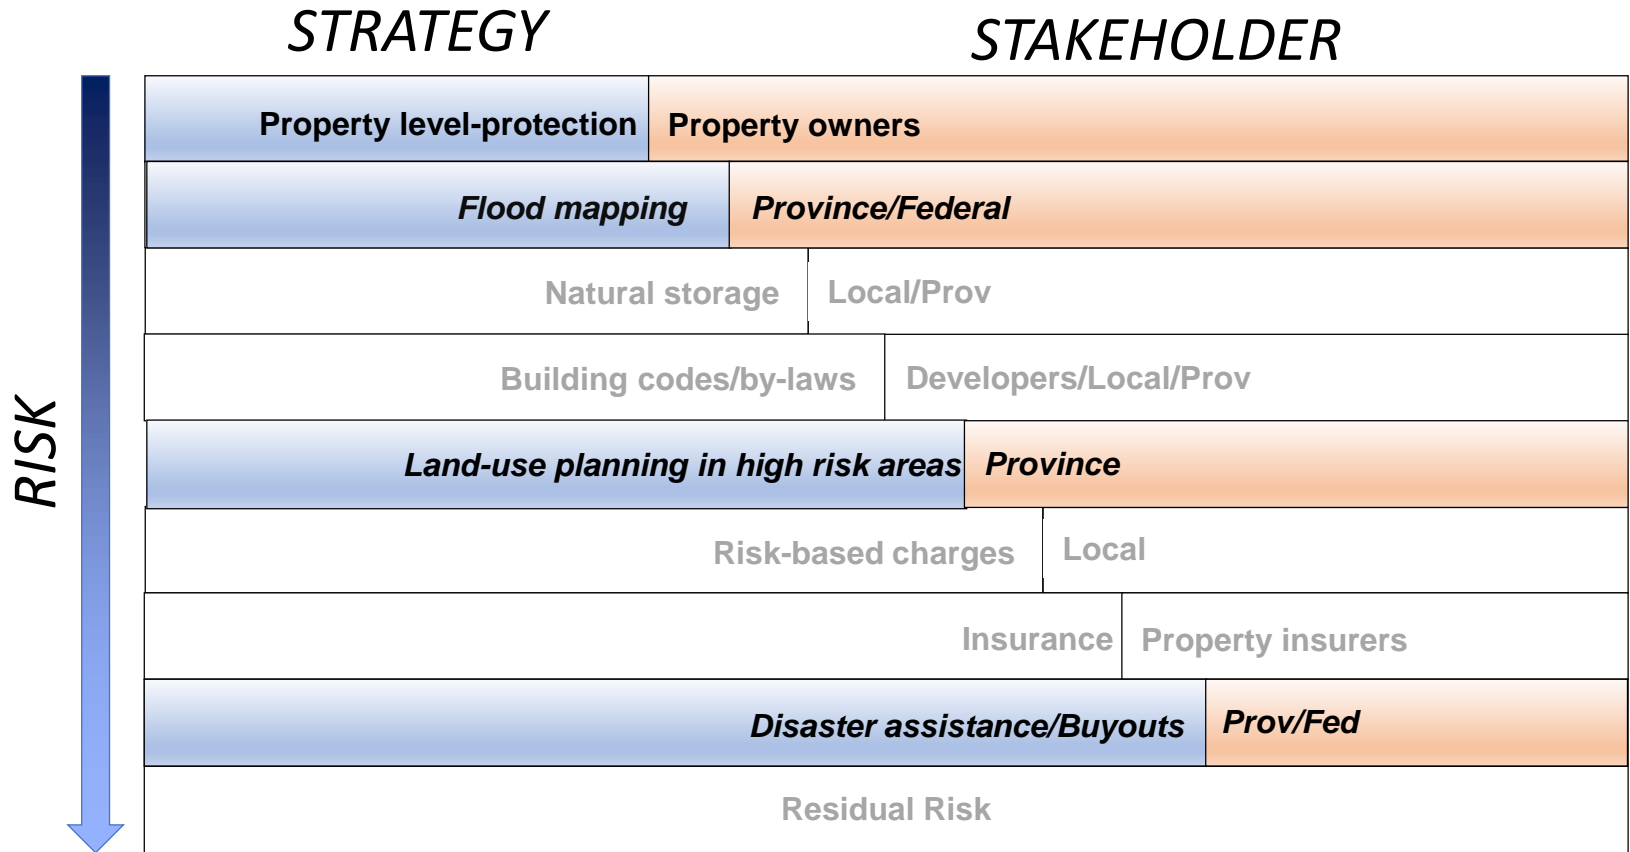 STRATEGY
STAKEHOLDER
RISK
Property level-protection
Property owners
Flood mapping
Province/Federal
Natural storage
Local/Prov
Building codes/by-laws
Developers/Local/Prov
Land-use planning in high risk areas
Province
Risk-based charges
Local
Insurance
Property insurers
Disaster assistance/Buyouts
Prov/Fed
Residual Risk